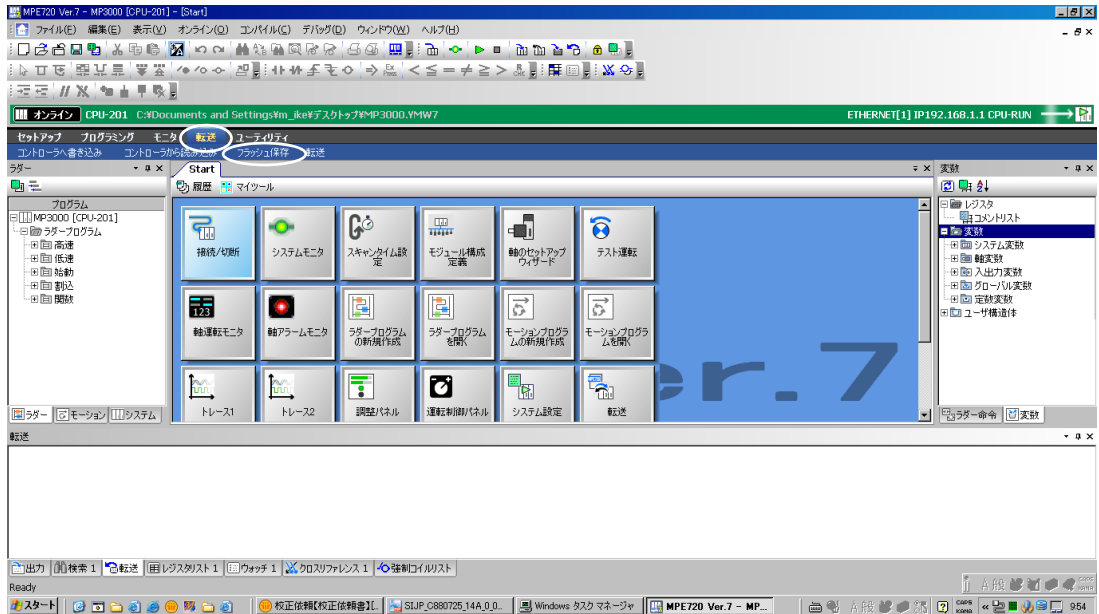 MPE720 Ver.7 - MP3000 [CPU-201] - [Start]
ファイル(F) 編集(E) 表示(V) オンライン(O) コンパイル(C) デバッグ(D) ウィンドウ(W) ヘルプ(H)
オンライン CPU-201 C:¥Documents and Settings¥m_ike¥デスクトップ¥MP3000.YMW7 ETHERNET[1] IP192.168.1.1 CPU-RUN
セットアップ プログラミング モニタ 転送 ユーティリティ
コントローラへ書き込み コントローラから読み込み フラッシュ保存 転送
ラダー
Start
変数
履歴 マイツール
プログラム
MP3000 [CPU-201]
ラダープログラム
高速
低速
始動
割込
関数
接続/切断
システムモニタ
スキャンタイム設定
モジュール構成定義
軸のセットアップウィザード
テスト運転
軸運転モニタ
軸アラームモニタ
ラダープログラムの新規作成
ラダープログラムを開く
モーションプログラムの新規作成
モーションプログラムを開く
123
トレース1
トレース2
調整パネル
運転制御パネル
システム設定
転送
er.7
レジスタ
コメントリスト
変数
システム変数
軸変数
入出力変数
グローバル変数
定数変数
ユーザ構造体
ラダー モーション システム
ラダー命令 変数
転送
出力 検索 1 転送 レジスタリスト 1 ウォッチ 1 クロスリファレンス 1 強制コイルリスト
Ready
A 般 CAPS KANA
スタート 校正依頼【校正依頼書】[... SIJP_C880725_14A_0_0... Windows タスク マネージャ MPE720 Ver.7 - MP... A 般 CAPS KANA 9:54